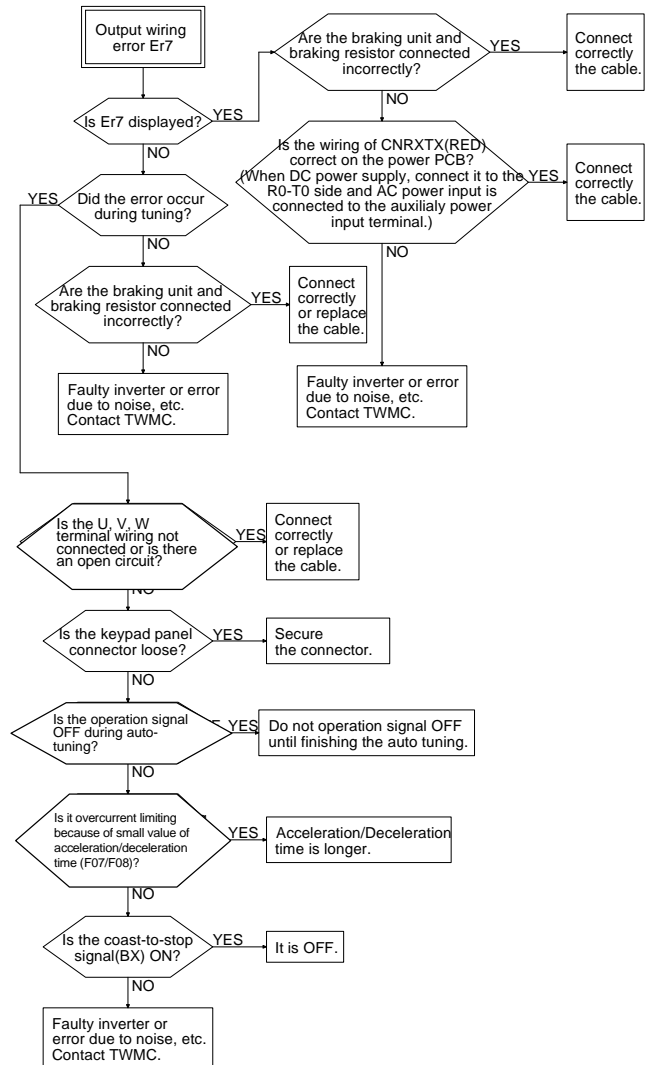 Output wiring
error Er7
Is Er7 displayed?
YES
NO
Are the braking unit and
braking resistor connected
incorrectly?
YES
Connect
correctly
the cable.
NO
Is the wiring of CNRXTX(RED)
correct on the power PCB?
(When DC power supply, connect it to the
R0-T0 side and AC power input is
connected to the auxilialy power
input terminal.)
YES
Connect
correctly
the cable.
NO
Faulty inverter or error
due to noise, etc.
Contact TWMC.
YES
Did the error occur
during tuning?
NO
Are the braking unit and
braking resistor connected
incorrectly?
YES
Connect
correctly
or replace
the cable.
NO
Faulty inverter or error
due to noise, etc.
Contact TWMC.
Is the U, V, W
terminal wiring not
connected or is there
an open circuit?
YES
Connect
correctly
or replace
the cable.
NO
Is the keypad panel
connector loose?
YES
Secure
the connector.
NO
Is the operation signal
OFF during auto-
tuning?
YES
Do not operation signal OFF
until finishing the auto tuning.
NO
Is it overcurrent limiting
because of small value of
acceleration/deceleration
time (F07/F08)?
YES
Acceleration/Deceleration
time is longer.
NO
Is the coast-to-stop
signal(BX) ON?
YES
It is OFF.
NO
Faulty inverter or
error due to noise, etc.
Contact TWMC.